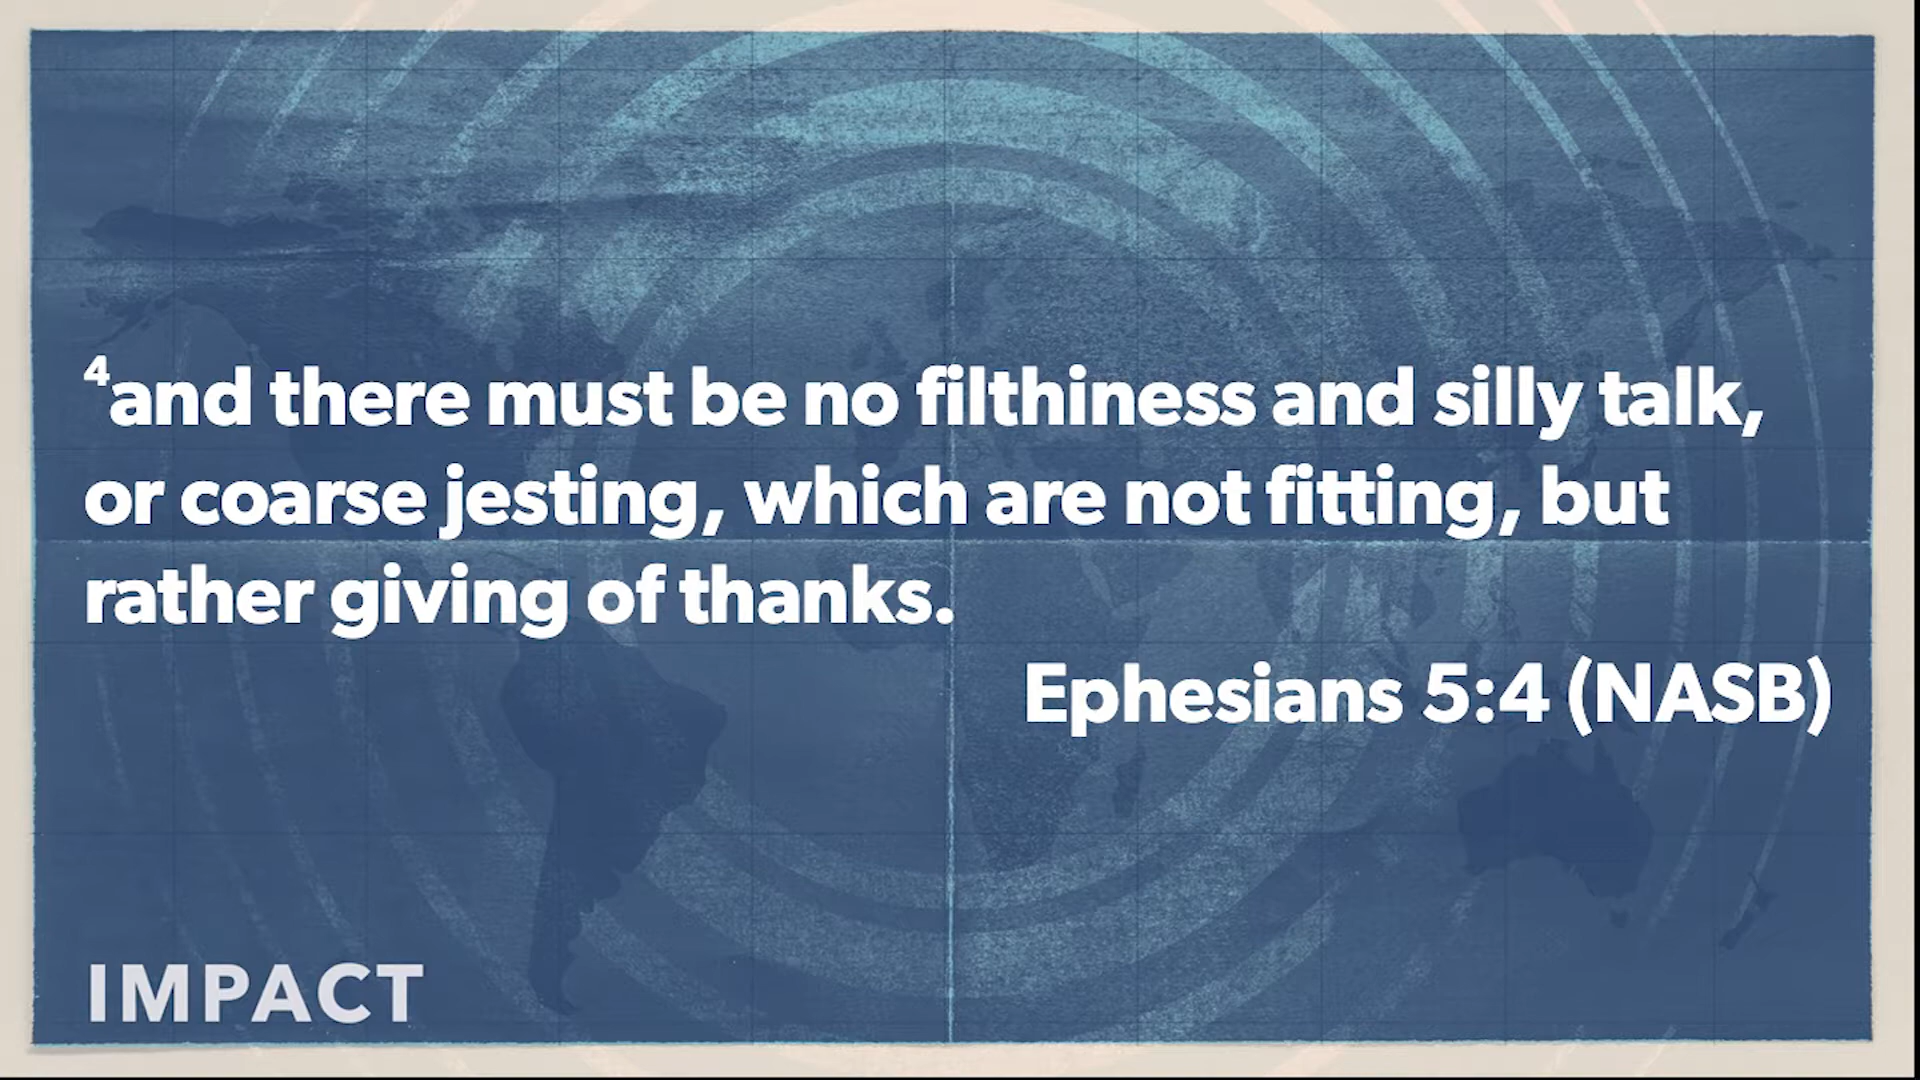 ⁴and there must be no filthiness and silly talk,
or coarse jesting, which are not fitting, but
rather giving of thanks.
Ephesians 5:4 (NASB)
IMPACT